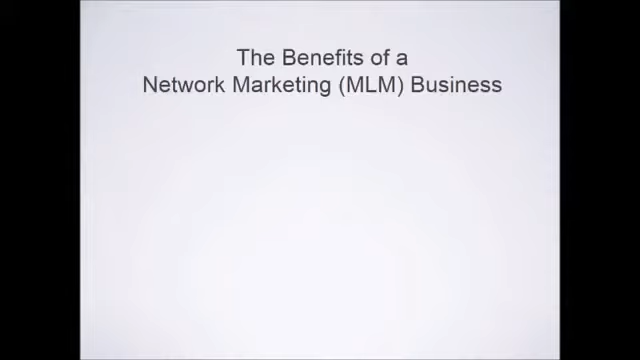 The Benefits of a
Network Marketing (MLM) Business